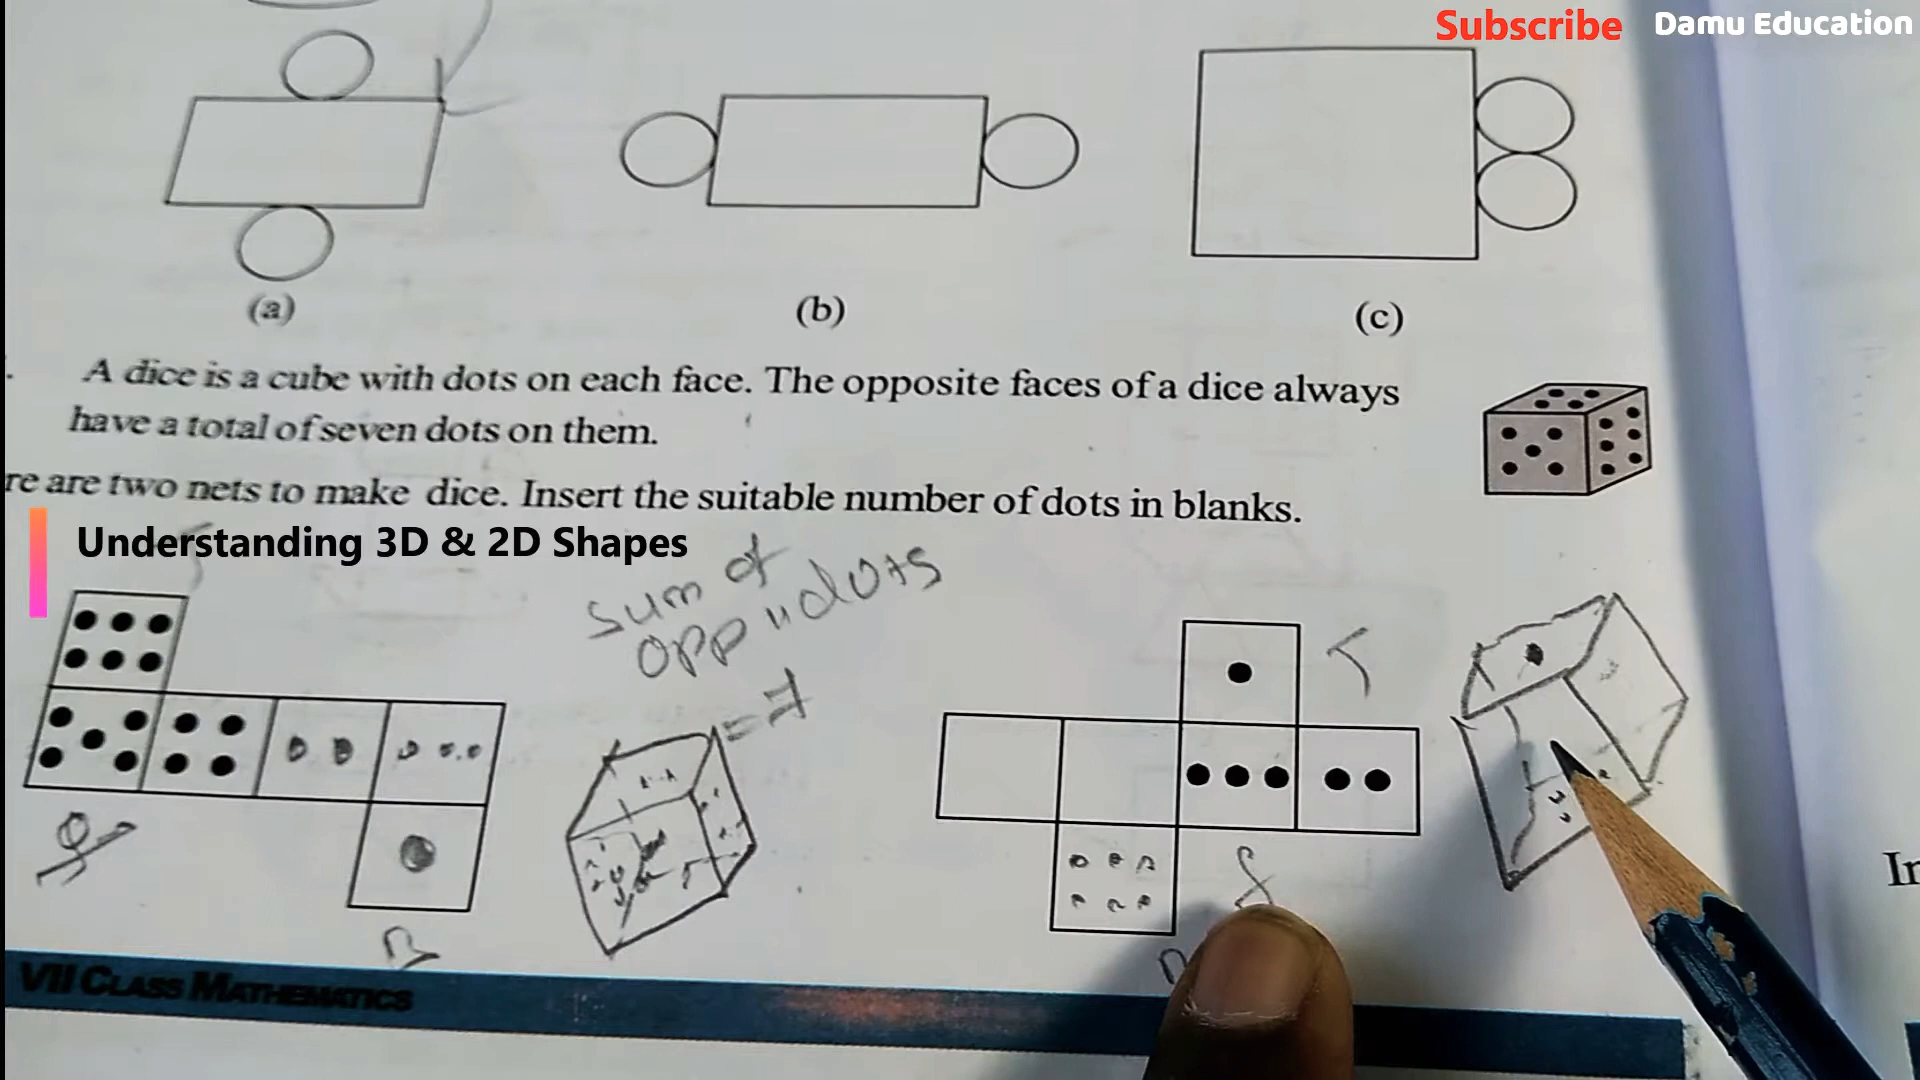 Subscribe Damu Education
(a) (b) (c)
A dice is a cube with dots on each face. The opposite faces of a dice always
have a total of seven dots on them.
re are two nets to make dice. Insert the suitable number of dots in blanks.
Understanding 3D & 2D Shapes
sum of
opp dots
= 7
T
B
In
VII CLASS MATHEMATICS